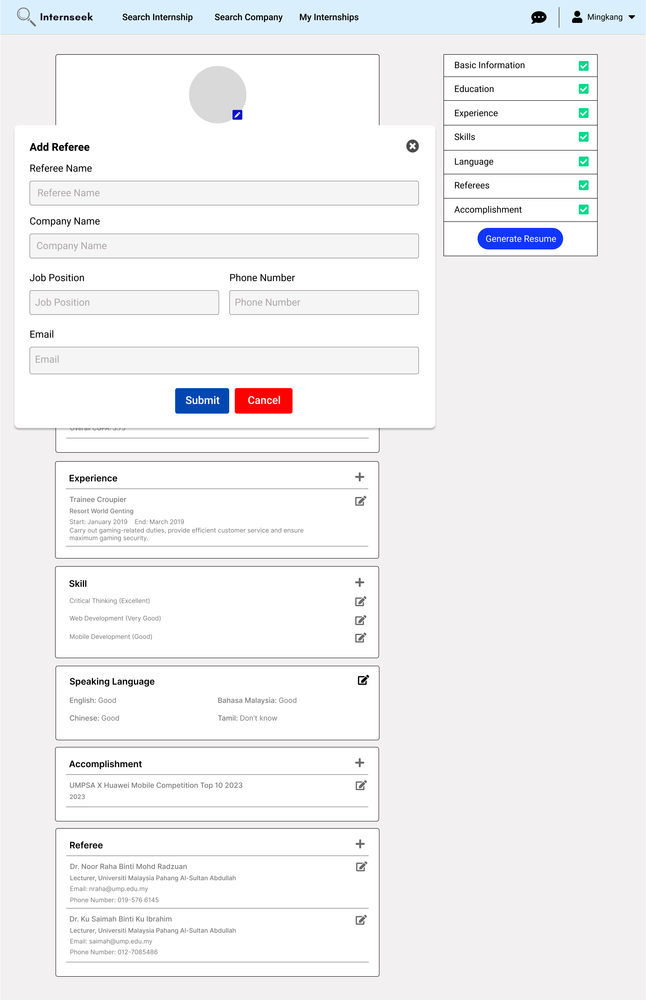 Internseek
Search Internship
Search Company
My Internships
Mingkang
Basic Information
Education
Experience
Skills
Language
Referees
Accomplishment
Generate Resume
Add Referee
Referee Name
Referee Name
Company Name
Company Name
Job Position
Phone Number
Job Position
Phone Number
Email
Email
Submit
Cancel
Overall CGPA: 3.75
Experience
Trainee Croupier
Resort World Genting
Start: January 2019 End: March 2019
Carry out gaming-related duties, provide efficient customer service and ensure
maximum gaming security.
Skill
Critical Thinking (Excellent)
Web Development (Very Good)
Mobile Development (Good)
Speaking Language
English: Good
Bahasa Malaysia: Good
Chinese: Good
Tamil: Don’t know
Accomplishment
UMPSA X Huawei Mobile Competition Top 10 2023
2023
Referee
Dr. Noor Raha Binti Mohd Radzuan
Lecturer, Universiti Malaysia Pahang Al-Sultan Abdullah
Email: nraha@ump.edu.my
Phone Number: 019-576 6145
Dr. Ku Saimah Binti Ku Ibrahim
Lecturer, Universiti Malaysia Pahang Al-Sultan Abdullah
Email: saimah@ump.edu.my
Phone Number: 012-7085486